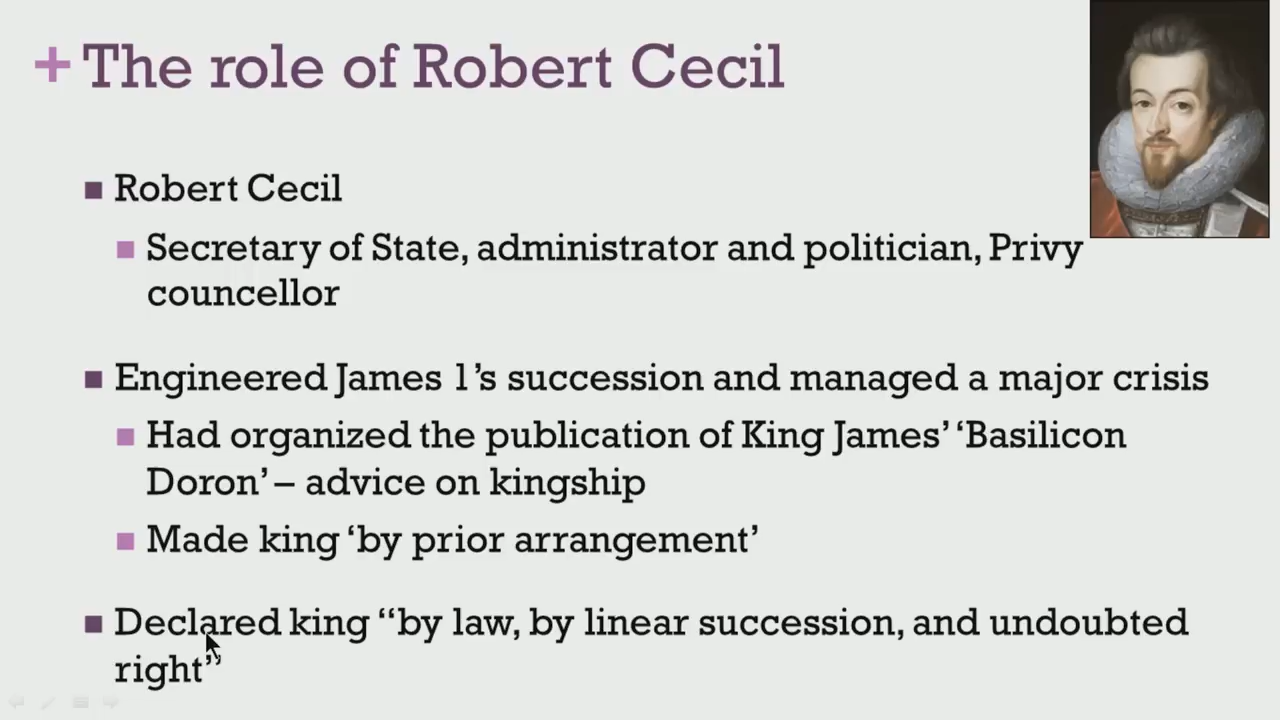 + The role of Robert Cecil
Robert Cecil
Secretary of State, administrator and politician, Privy
councellor
Engineered James 1's succession and managed a major crisis
Had organized the publication of King James' 'Basilicon
Doron' – advice on kingship
Made king 'by prior arrangement'
Declared king “by law, by linear succession, and undoubted
right”